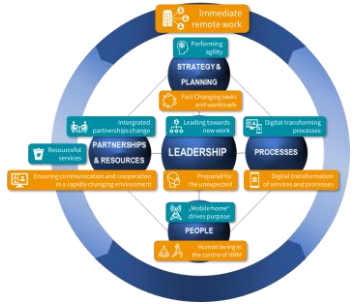 Immediate
remote work
Performing
agility
STRATEGY &
PLANNING
Fast Changing tasks
and workloads
Intergrated
partnerships change
Leading towards
new work
Digital transforming
processes
Resourceful
services
PARTNERSHIPS
& RESOURCES
LEADERSHIP
PROCESSES
Ensuring communication and cooperation
in a rapidly changing environment
Prepared for
the unexpected
Digital transformation
of services and processes
„Mobile home"
drives purpose
PEOPLE
Human being in
the centre of HRM